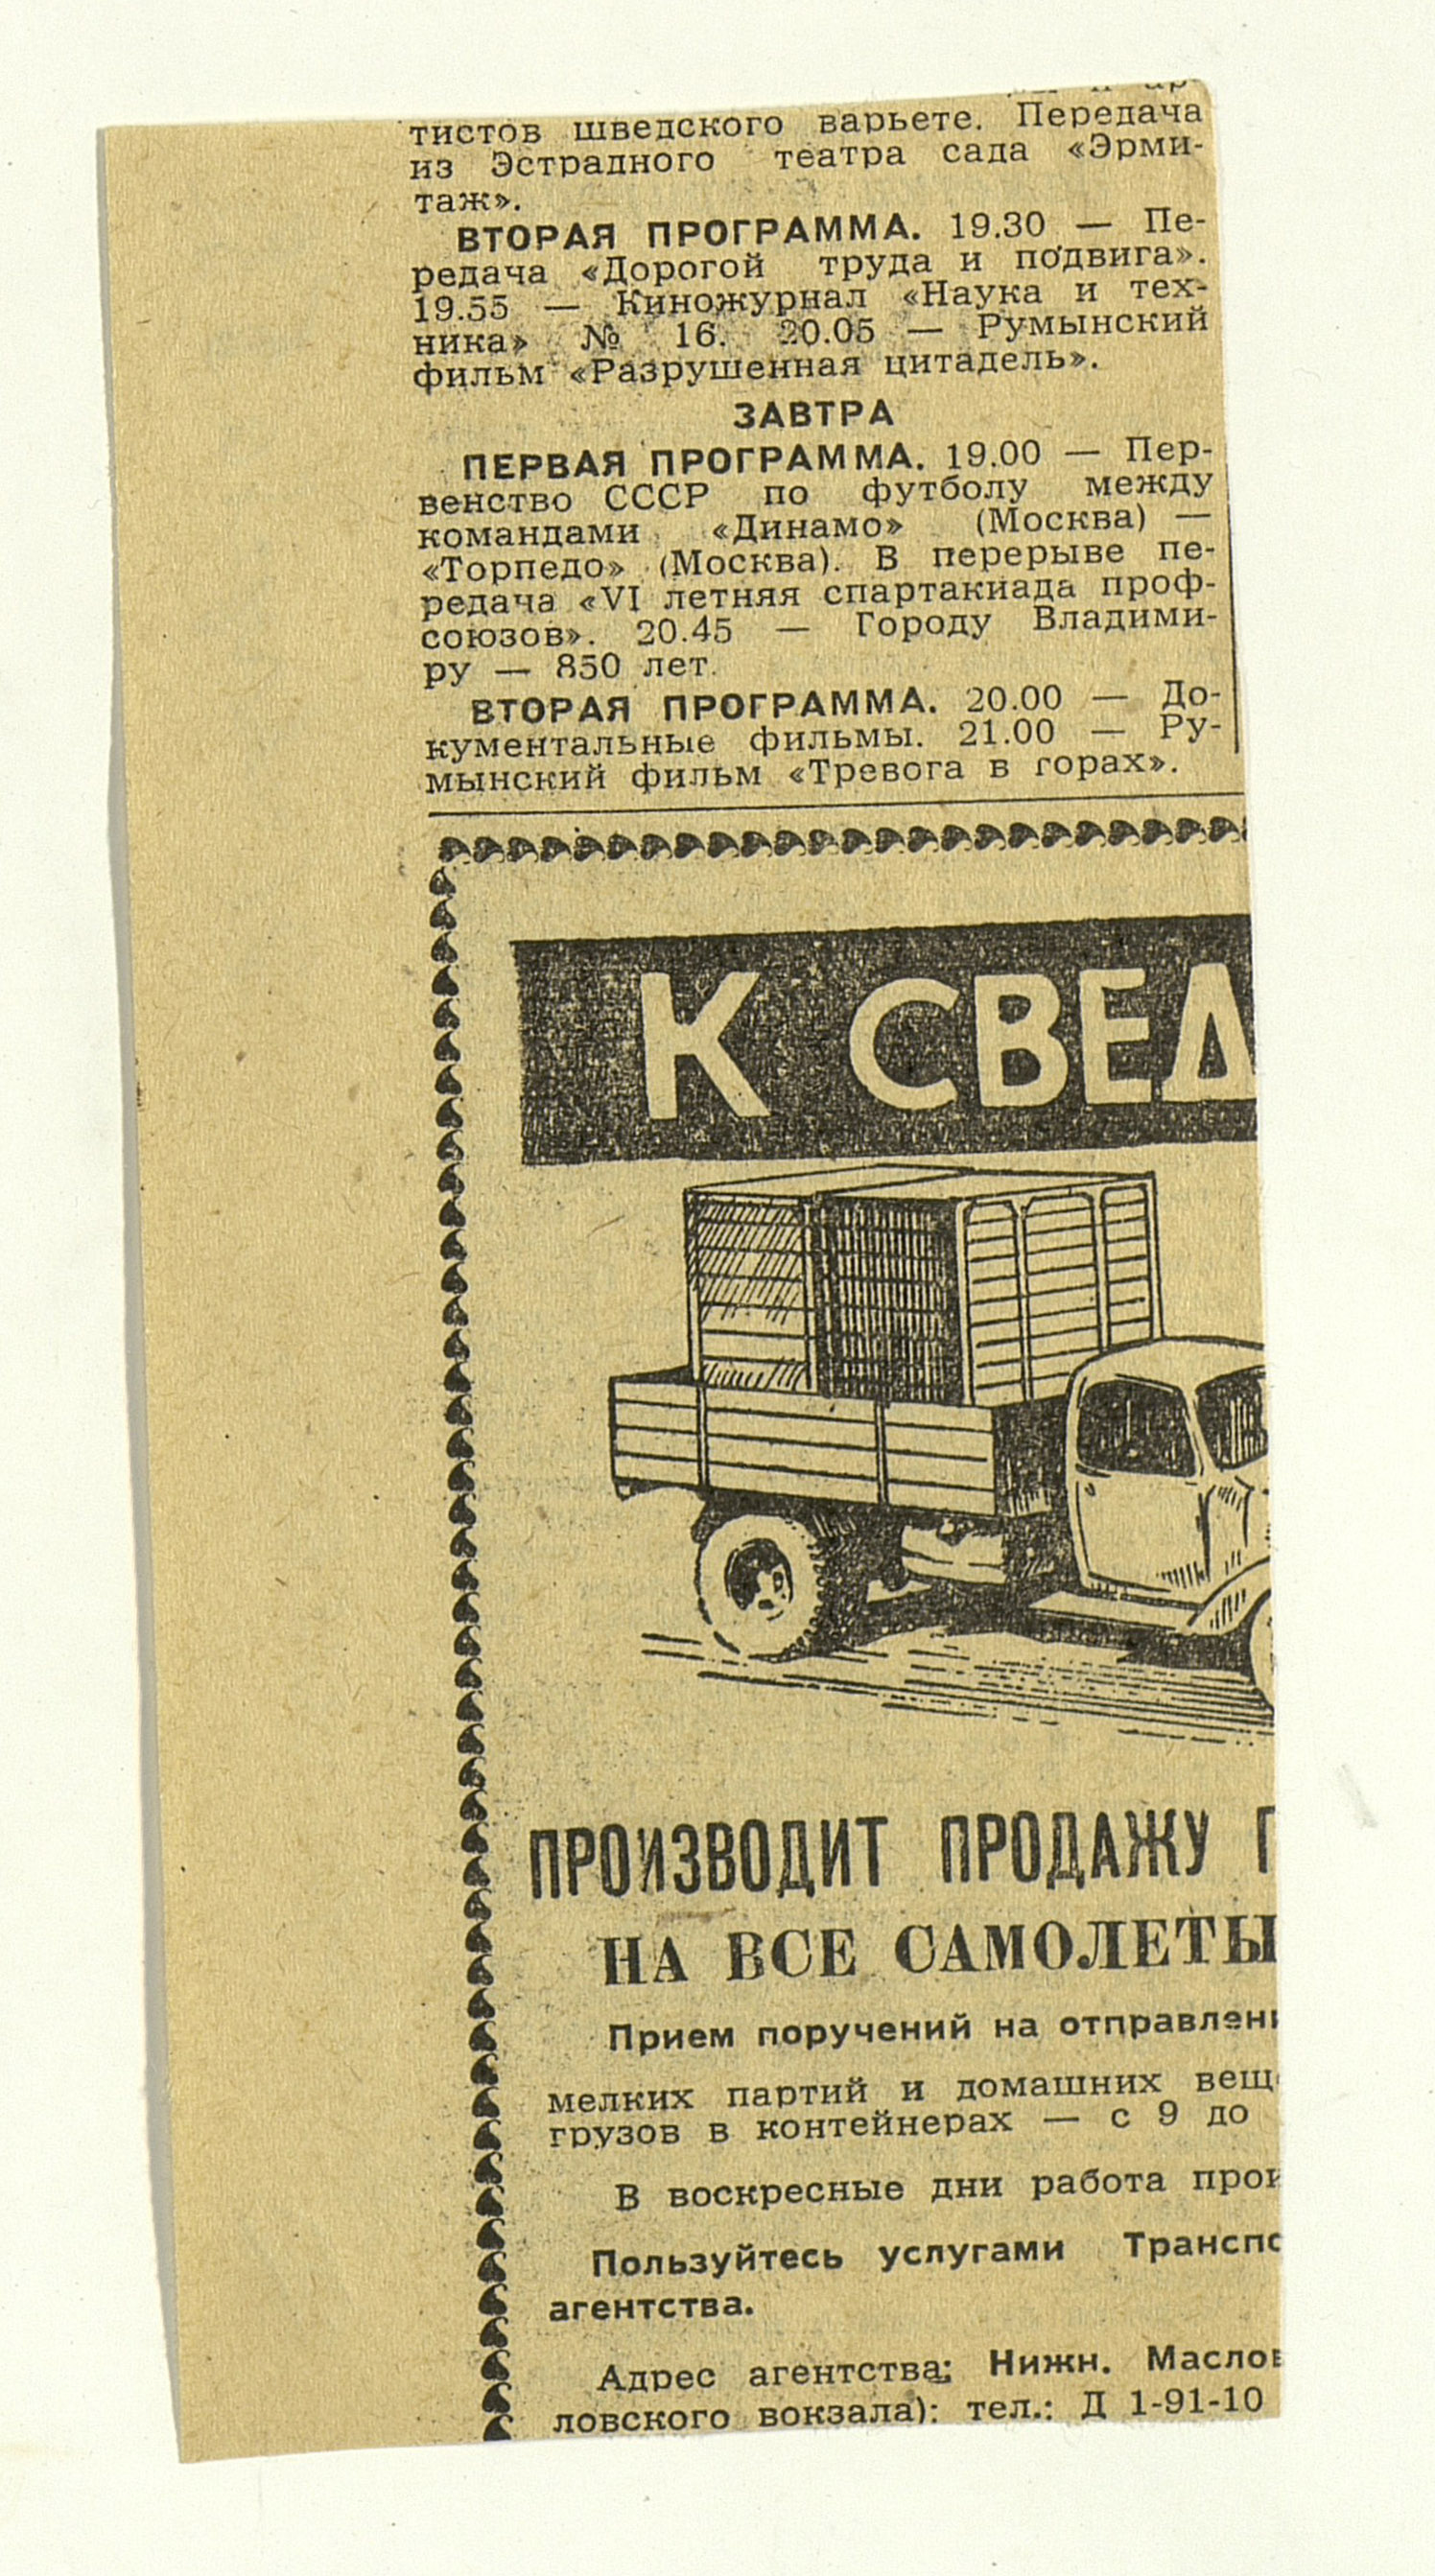 тистов шведского варьете. Передача
из Эстрадного театра сада «Эрми-
таж».
ВТОРАЯ ПРОГРАММА. 19.30 — Пе-
редача «Дорогой труда и подвига».
19.55 — Киножурнал «Наука и тех-
ника» № 16. 20.05 — Румынский
фильм «Разрушенная цитадель».
ЗАВТРА
ПЕРВАЯ ПРОГРАММА. 19.00 — Пер-
венство СССР по футболу между
командами «Динамо» (Москва) —
«Торпедо» (Москва). В перерыве пе-
редача «VI летняя спартакиада проф-
союзов». 20.45 — Городу Владими-
ру — 850 лет.
ВТОРАЯ ПРОГРАММА. 20.00 — До-
кументальные фильмы. 21.00 — Ру-
мынский фильм «Тревога в горах».
К СВЕД
ПРОИЗВОДИТ ПРОДАЖУ
НА ВСЕ САМОЛЕТЫ
Прием поручений на отправлен
мелких партий и домашних вещ
грузов в контейнерах — с 9 до
В воскресные дни работа прои
Пользуйтесь услугами Транспо
агентства.
Адрес агентства: Нижн. Маслов
ловского вокзала): тел.: Д 1-91-10